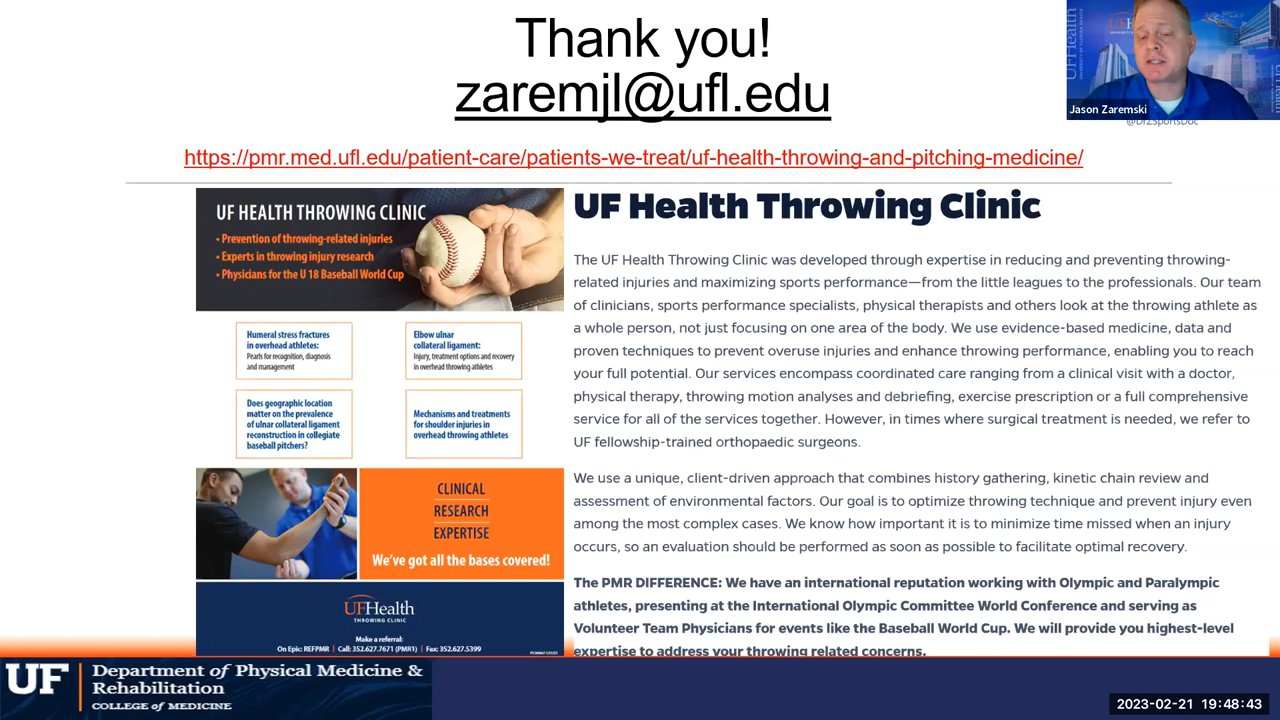 Thank you!
zaremjl@ufl.edu
Jason Zaremski
@DrZSportsDoc
https://pmr.med.ufl.edu/patient-care/patients-we-treat/uf-health-throwing-and-pitching-medicine/
UF HEALTH THROWING CLINIC
• Prevention of throwing-related injuries
• Experts in throwing injury research
• Physicians for the U 18 Baseball World Cup
Humeral stress fractures
in overhead athletes:
Pearls for recognition, diagnosis
and management
Elbow ulnar
collateral ligament:
Injury, treatment options and recovery
in overhead throwing athletes
Does geographic location
matter on the prevalence
of ulnar collateral ligament
reconstruction in collegiate
baseball pitchers?
Mechanisms and treatments
for shoulder injuries in
overhead throwing athletes
CLINICAL
RESEARCH
EXPERTISE
We've got all the bases covered!
UFHealth
THROWING CLINIC
Make a referral:
On Epic: REFPMR | Call: 352.627.7671 (PMR1) | Fax: 352.627.5399
UF Health Throwing Clinic
The UF Health Throwing Clinic was developed through expertise in reducing and preventing throwing-
related injuries and maximizing sports performance—from the little leagues to the professionals. Our team
of clinicians, sports performance specialists, physical therapists and others look at the throwing athlete as
a whole person, not just focusing on one area of the body. We use evidence-based medicine, data and
proven techniques to prevent overuse injuries and enhance throwing performance, enabling you to reach
your full potential. Our services encompass coordinated care ranging from a clinical visit with a doctor,
physical therapy, throwing motion analyses and debriefing, exercise prescription or a full comprehensive
service for all of the services together. However, in times where surgical treatment is needed, we refer to
UF fellowship-trained orthopaedic surgeons.
We use a unique, client-driven approach that combines history gathering, kinetic chain review and
assessment of environmental factors. Our goal is to optimize throwing technique and prevent injury even
among the most complex cases. We know how important it is to minimize time missed when an injury
occurs, so an evaluation should be performed as soon as possible to facilitate optimal recovery.
The PMR DIFFERENCE: We have an international reputation working with Olympic and Paralympic
athletes, presenting at the International Olympic Committee World Conference and serving as
Volunteer Team Physicians for events like the Baseball World Cup. We will provide you highest-level
expertise to address your throwing related concerns.
UF
Department of Physical Medicine &
Rehabilitation
COLLEGE of MEDICINE
2023-02-21 19:48:43